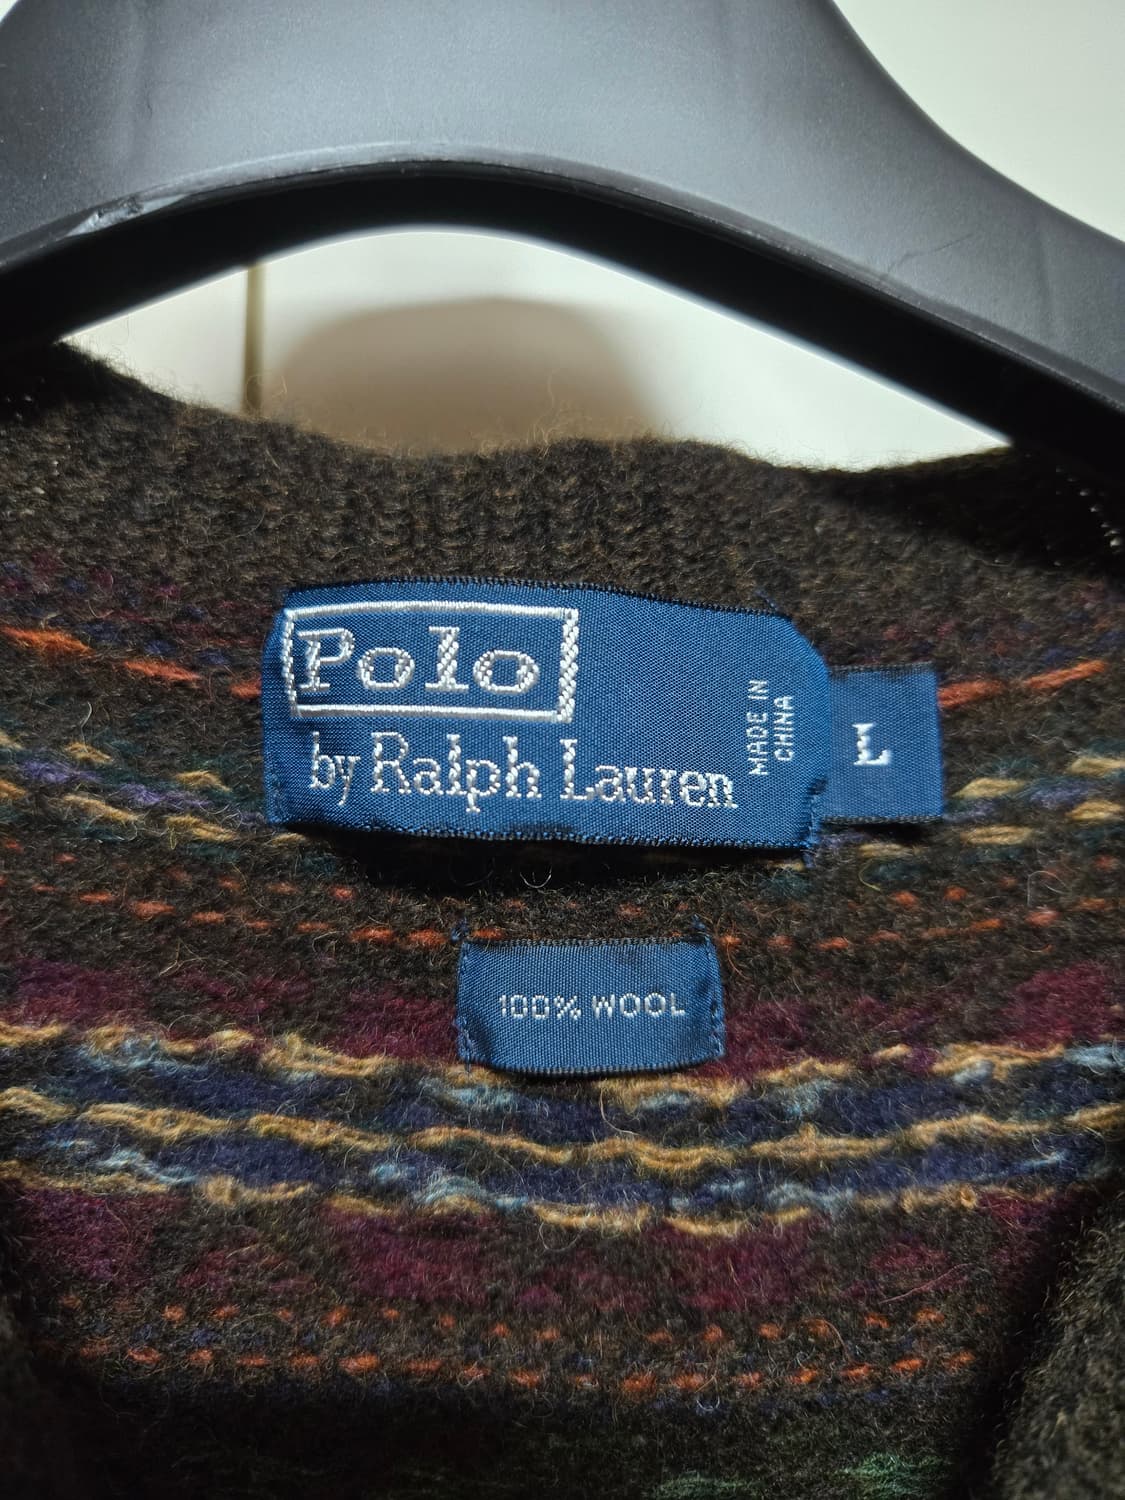 Polo
by Ralph Lauren
MADE IN
CHINA
L
100% WOOL